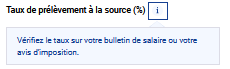 Taux de prélèvement à la source (%) i
Vérifiez le taux sur votre bulletin de salaire ou votre
avis d'imposition.